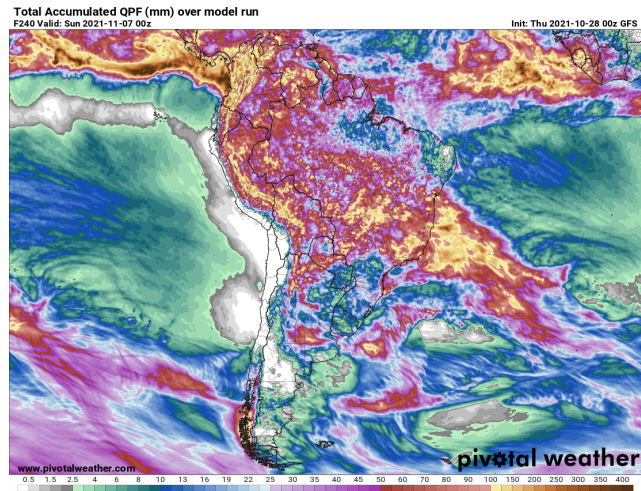 Total Accumulated QPF (mm) over model run
F240 Valid: Sun 2021-11-07 00z Init: Thu 2021-10-28 00z GFS
www.pivotalweather.com
pivotal weather
0.5 1.5 2.5 4 6 8 10 13 16 19 22 25 30 35 40 45 50 60 70 80 90 100 150 200 250 300 350 400